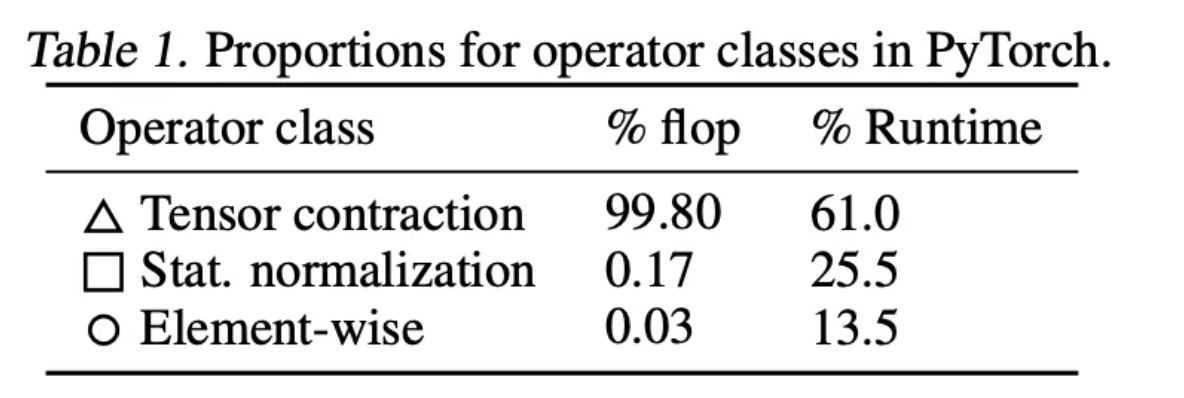 Table 1. Proportions for operator classes in PyTorch.
Operator class % flop % Runtime
△ Tensor contraction 99.80 61.0
□ Stat. normalization 0.17 25.5
○ Element-wise 0.03 13.5